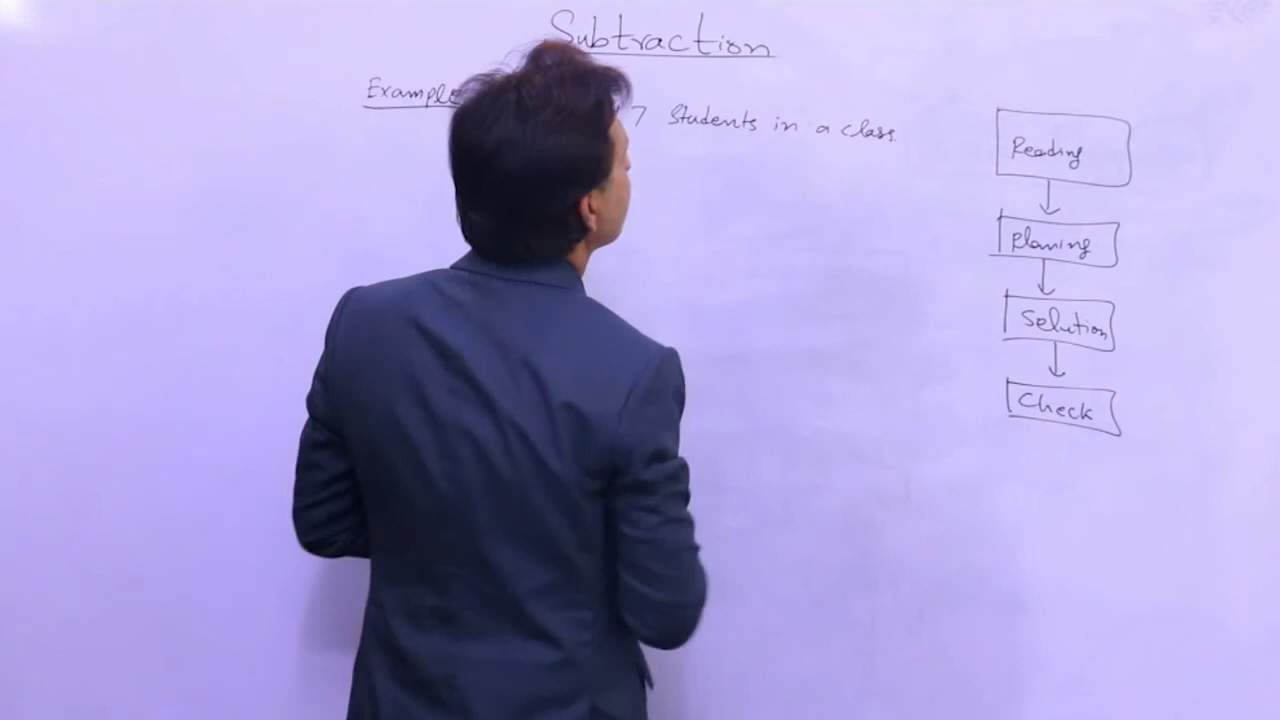 Subtraction
Example
7 Students in a class.
Reading
Planing
Solution
Check